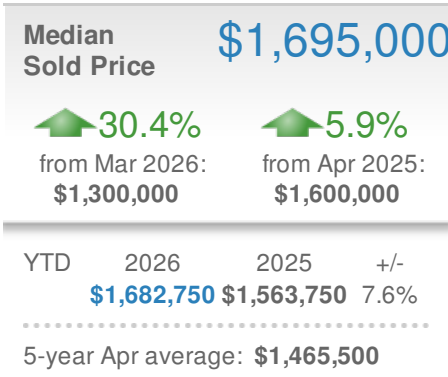 Median $1,695,000
Sold Price
30.4% 5.9%
from Mar 2026: from Apr 2025:
$1,300,000 $1,600,000
YTD 2026 2025 +/-
$1,682,750 $1,563,750 7.6%
5-year Apr average: $1,465,500